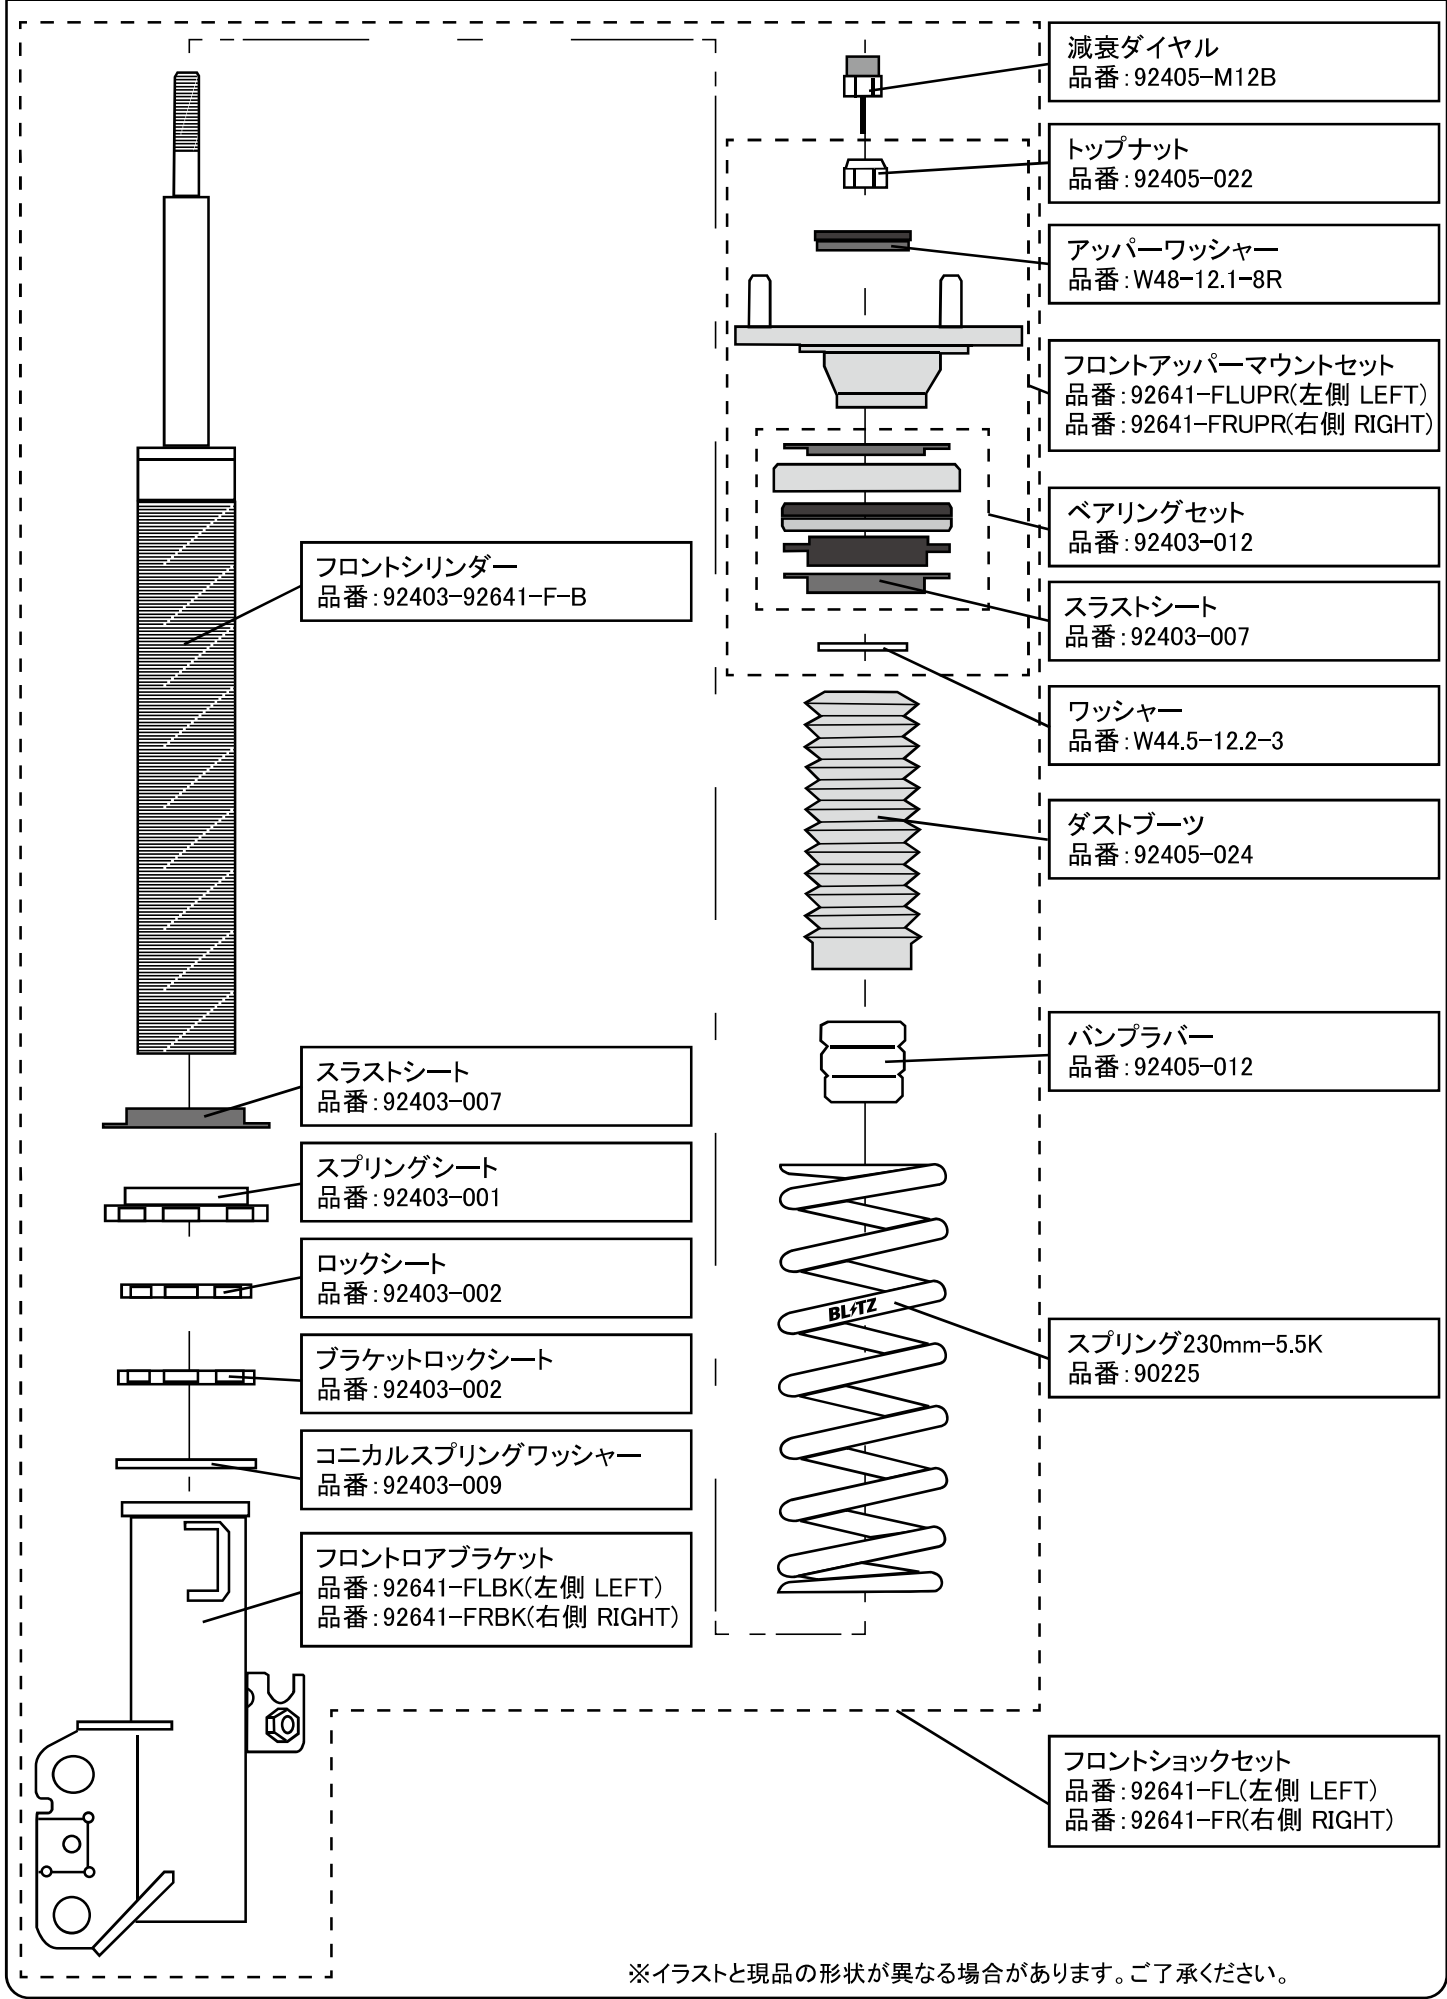 減衰ダイヤル
品番:92405-M12B
トップナット
品番:92405-022
アッパーワッシャー
品番:W48-12.1-8R
フロントアッパーマウントセット
品番:92641-FLUPR(左側 LEFT)
品番:92641-FRUPR(右側 RIGHT)
ベアリングセット
品番:92403-012
スラストシート
品番:92403-007
ワッシャー
品番:W44.5-12.2-3
ダストブーツ
品番:92405-024
バンプラバー
品番:92405-012
BLITZ
スプリング230mm-5.5K
品番:90225
フロントシリンダー
品番:92403-92641-F-B
スラストシート
品番:92403-007
スプリングシート
品番:92403-001
ロックシート
品番:92403-002
ブラケットロックシート
品番:92403-002
コニカルスプリングワッシャー
品番:92403-009
フロントロアブラケット
品番:92641-FLBK(左側 LEFT)
品番:92641-FRBK(右側 RIGHT)
フロントショックセット
品番:92641-FL(左側 LEFT)
品番:92641-FR(右側 RIGHT)
※イラストと現品の形状が異なる場合があります。ご了承ください。